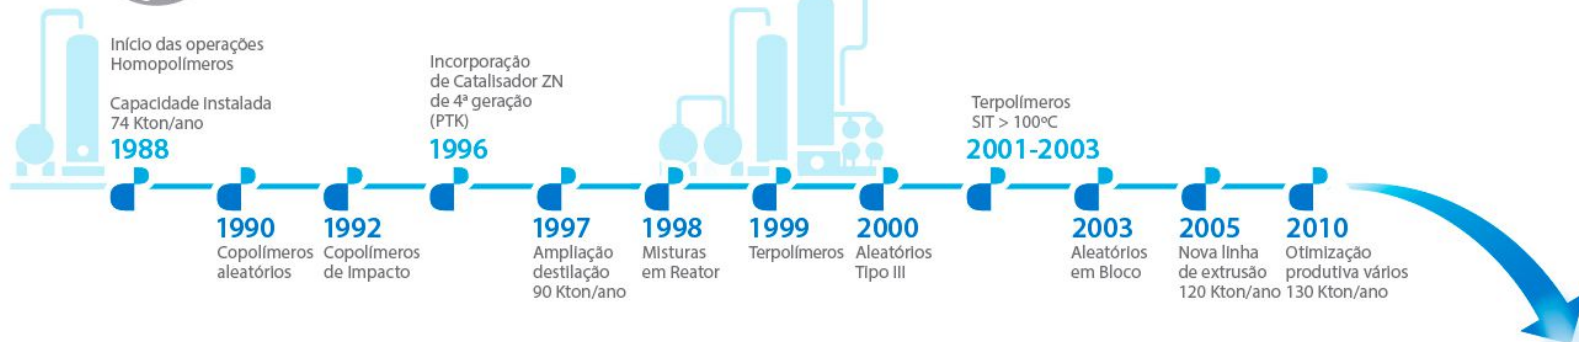 Início das operações
Homopolímeros
Capacidade instalada
74 Kton/ano
1988
1990
Copolímeros
aleatórios
1992
Copolímeros
de Impacto
Incorporação
de Catalisador ZN
de 4ª geração
(PTK)
1996
1997
Ampliação
destilação
90 Kton/ano
1998
Misturas
em Reator
1999
Terpolímeros
2000
Aleatórios
Tipo III
Terpolímeros
SIT > 100ºC
2001-2003
2003
Aleatórios
em Bloco
2005
Nova linha
de extrusão
120 Kton/ano
2010
Otimização
produtiva vários
130 Kton/ano